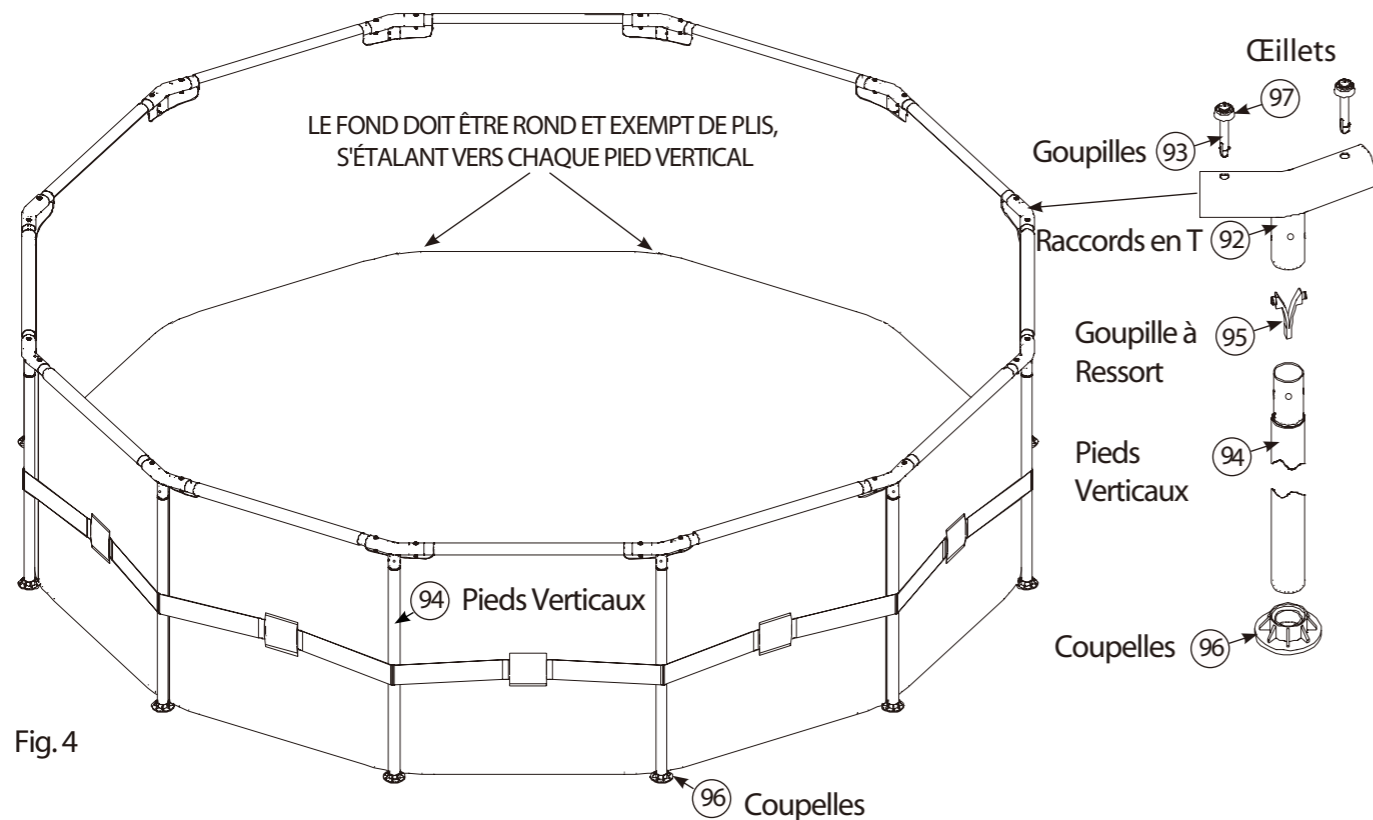 Œillets
97
Goupilles 93
LE FOND DOIT ÊTRE ROND ET EXEMPT DE PLIS,
S'ÉTALANT VERS CHAQUE PIED VERTICAL
Raccords en T 92
Goupille à
Ressort
95
Pieds
Verticaux
94
94 Pieds Verticaux
Coupelles 96
Fig. 4
96 Coupelles